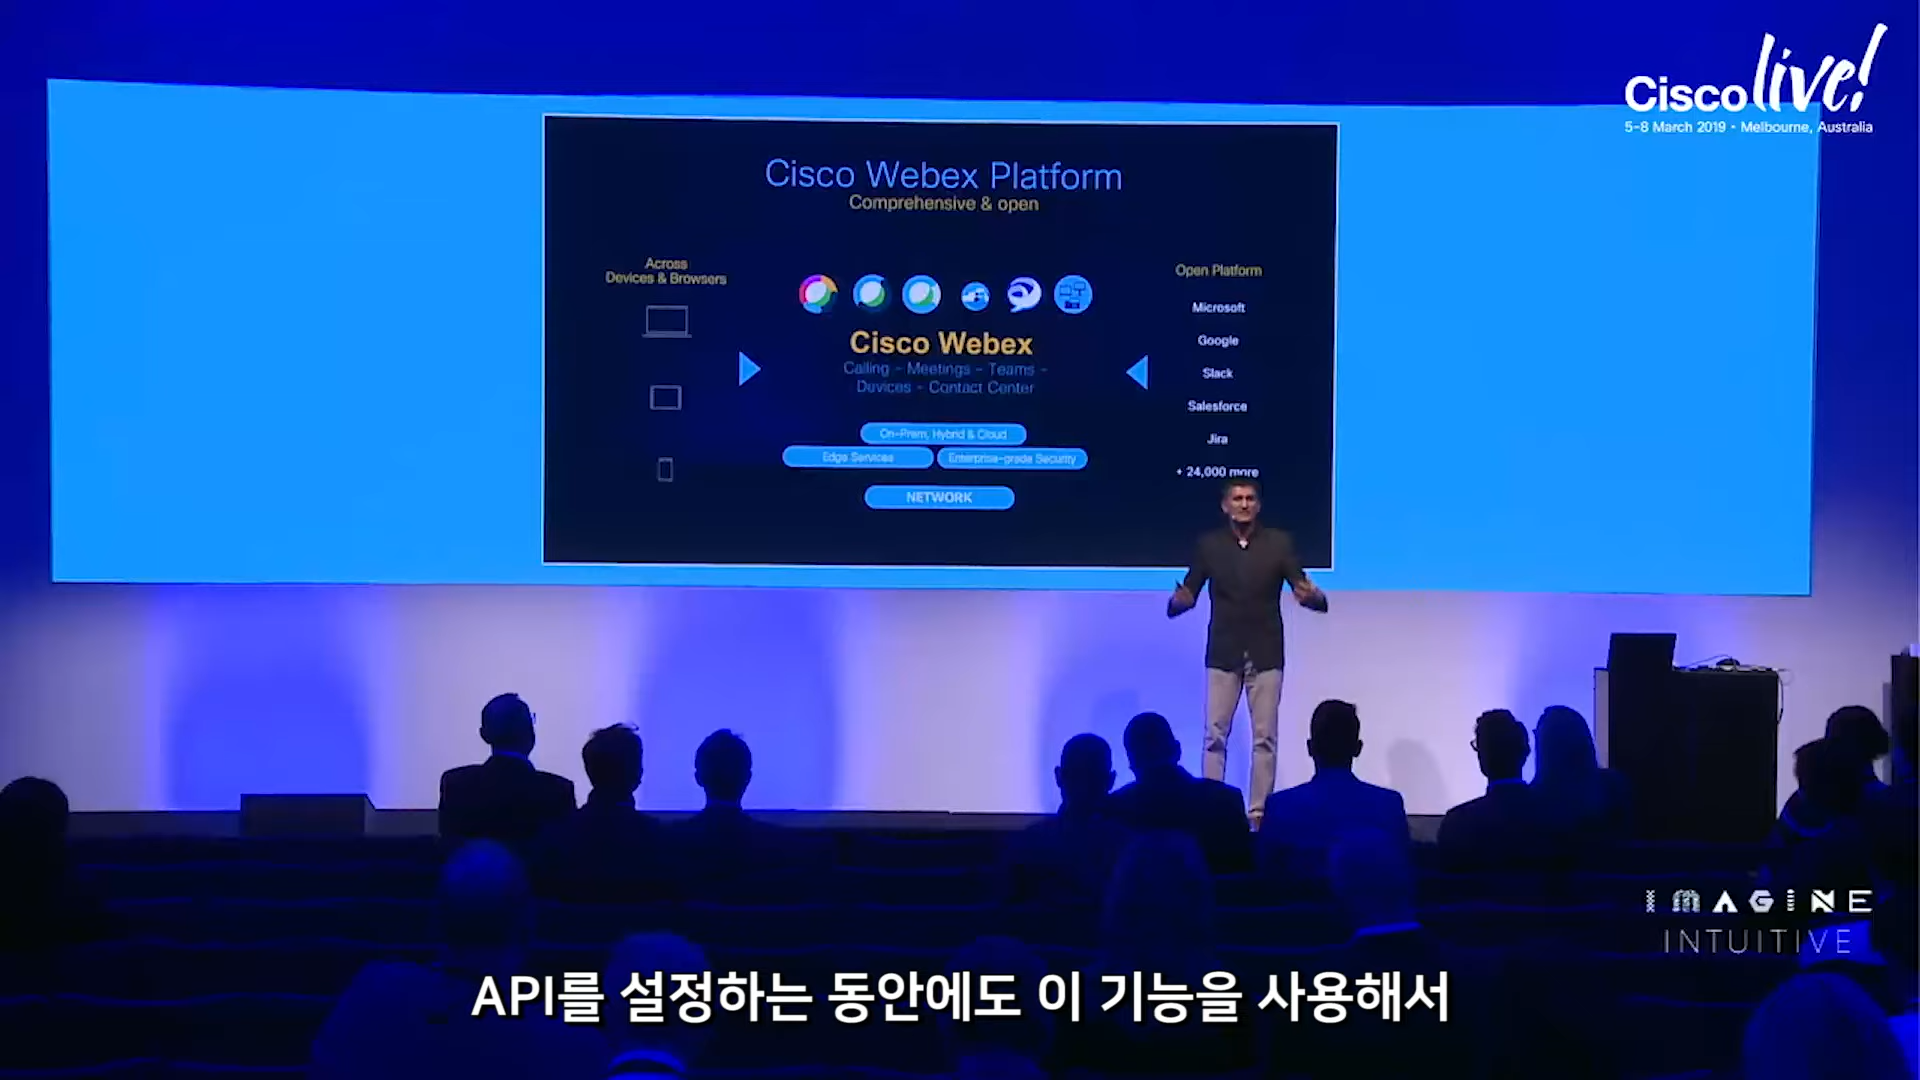 Cisco live!
5-8 March 2019 • Melbourne, Australia
Cisco Webex Platform
Comprehensive & open
Across
Devices & Browsers
Cisco Webex
Calling - Meetings - Teams -
Devices - Contact Center
On-Prem, Hybrid & Cloud
Edge Services
Enterprise-grade Security
NETWORK
Open Platform
Microsoft
Google
Slack
Salesforce
Jira
+ 24,000 more
IMAGINE
INTUITIVE
API를 설정하는 동안에도 이 기능을 사용해서